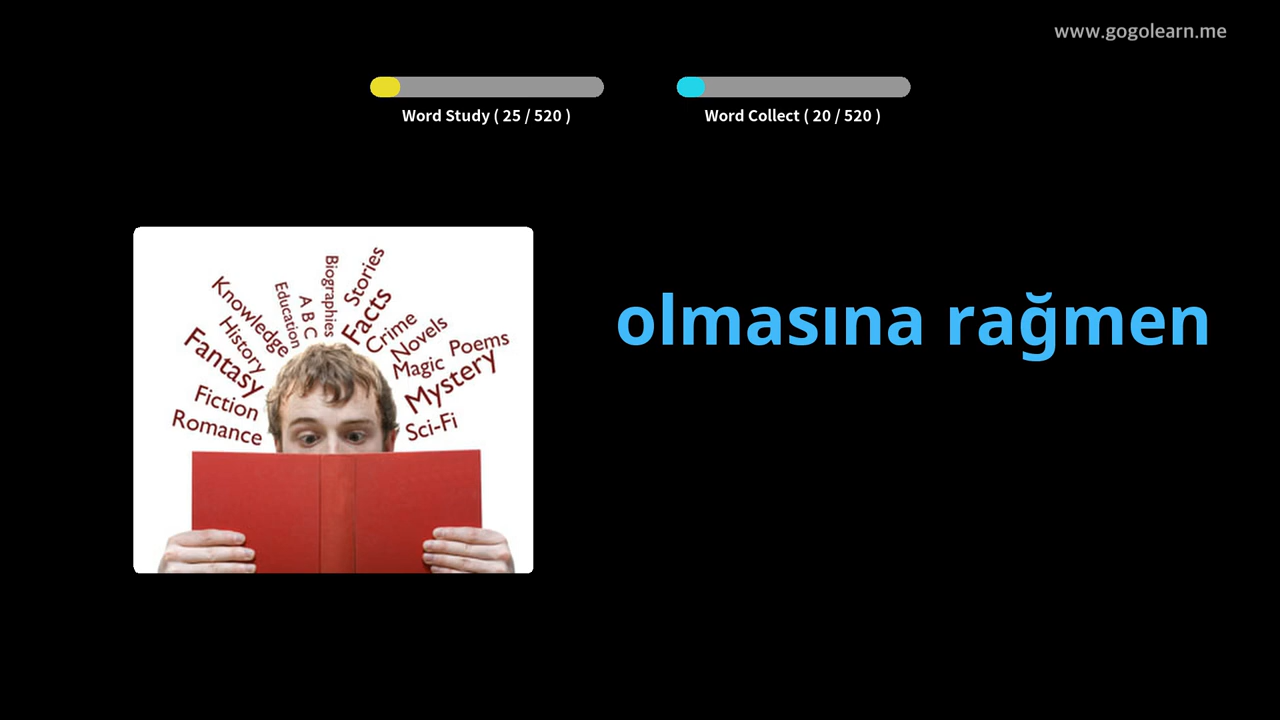 www.gogolearn.me
Word Study ( 25 / 520 )
Word Collect ( 20 / 520 )
olmasına rağmen
Knowledge
Education
A B C
Biographies
Stories
Facts
History
Crime
Novels
Fantasy
Magic
Poems
Mystery
Fiction
Romance
Sci-Fi